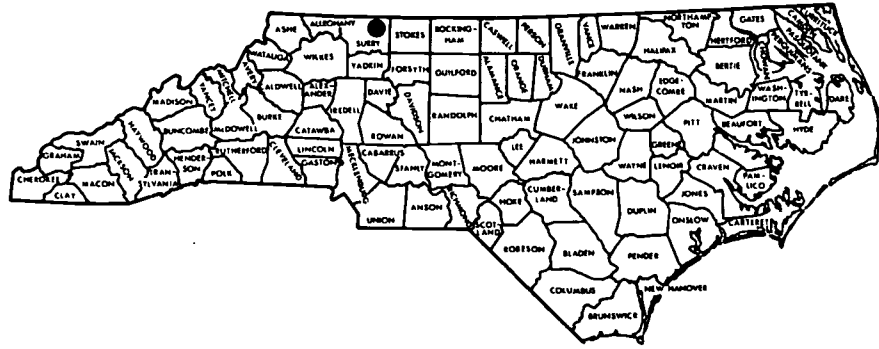 ASHE
ALLEGHANY
SURRY
STOKES
ROCKING-
HAM
CASWELL
PERSON
GRANVILLE
VANCE
WARREN
NORTHAMP
TON
GATES
HERTFORD
CURRITUCK
WATAUGA
WILKES
YADKIN
FORSYTH
GUILFORD
ALAMANCE
ORANGE
DURHAM
FRANKLIN
HALIFAX
BERTIE
MITCHELL
AVERY
CALDWELL
ALEX-
ANDER
IREDELL
DAVIE
DAVIDSON
RANDOLPH
CHATHAM
WAKE
NASH
EDGE-
COMBE
MARTIN
WASH-
INGTON
TYR-
RELL
DARE
MADISON
YANCEY
BUNCOMBE
McDOWELL
BURKE
CATAWBA
ROWAN
JOHNSTON
WILSON
PITT
BEAUFORT
HYDE
SWAIN
HAYWOOD
GRAHAM
JACKSON
HENDER-
SON
RUTHERFORD
POLK
CLEVELAND
LINCOLN
GASTON
MECKLENBURG
CABARRUS
STANLY
MONT-
GOMERY
MOORE
LEE
HARNETT
WAYNE
GREENE
LENOIR
CRAVEN
PAM-
LICO
CHEROKEE
CLAY
MACON
TRAN-
SYLVANIA
UNION
ANSON
RICHMOND
SCOT-
LAND
HOKE
CUMBER-
LAND
SAMPSON
DUPLIN
JONES
ONSLOW
CARTERET
ROBESON
BLADEN
PENDER
COLUMBUS
NEW HANOVER
BRUNSWICK